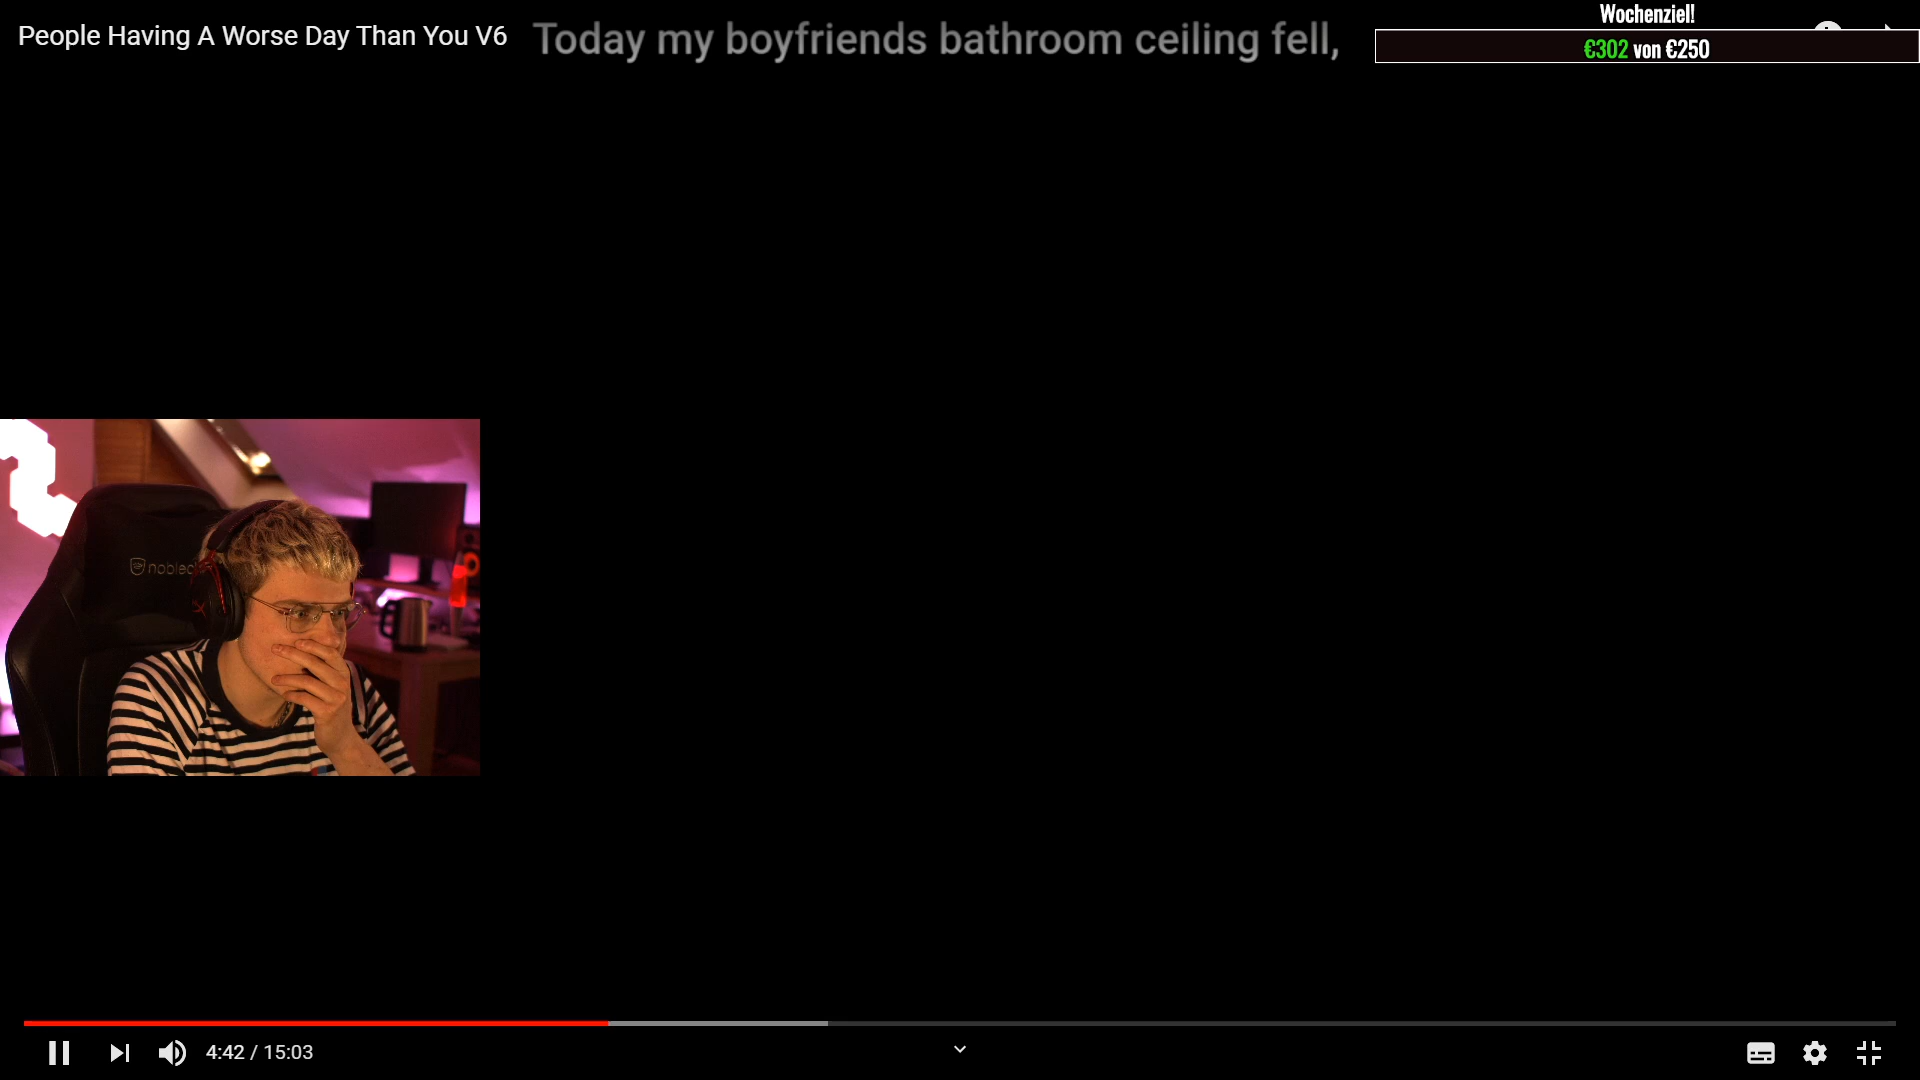 People Having A Worse Day Than You V6
Today my boyfriends bathroom ceiling fell,
Wochenziel!
€302 von €250
noblec
4:42 / 15:03